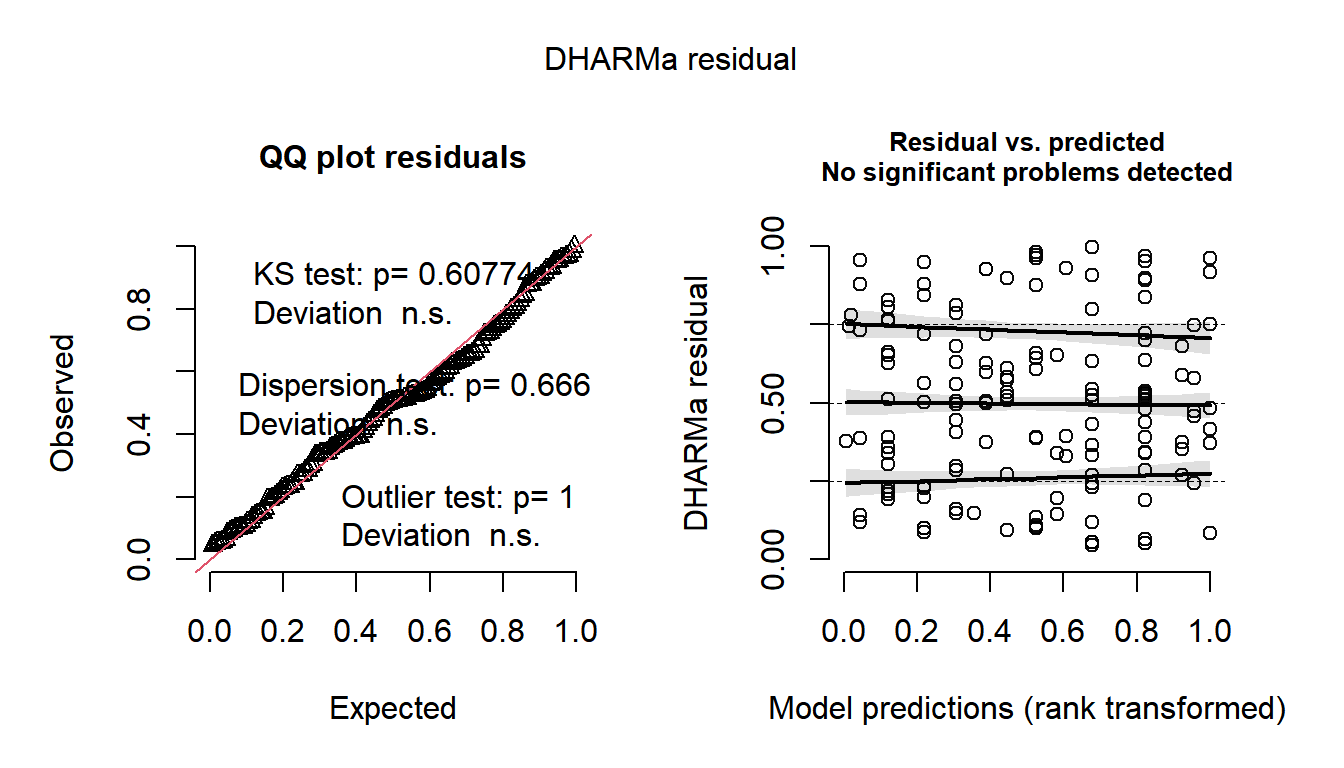 DHARMa residual
QQ plot residuals
KS test: p= 0.60774
Deviation  n.s.
Dispersion test: p= 0.666
Deviation  n.s.
Outlier test: p= 1
Deviation  n.s.
Observed
0.0
0.4
0.8
0.0 0.2 0.4 0.6 0.8 1.0
Expected
Residual vs. predicted
No significant problems detected
DHARMa residual
0.00
0.50
1.00
0.0 0.2 0.4 0.6 0.8 1.0
Model predictions (rank transformed)